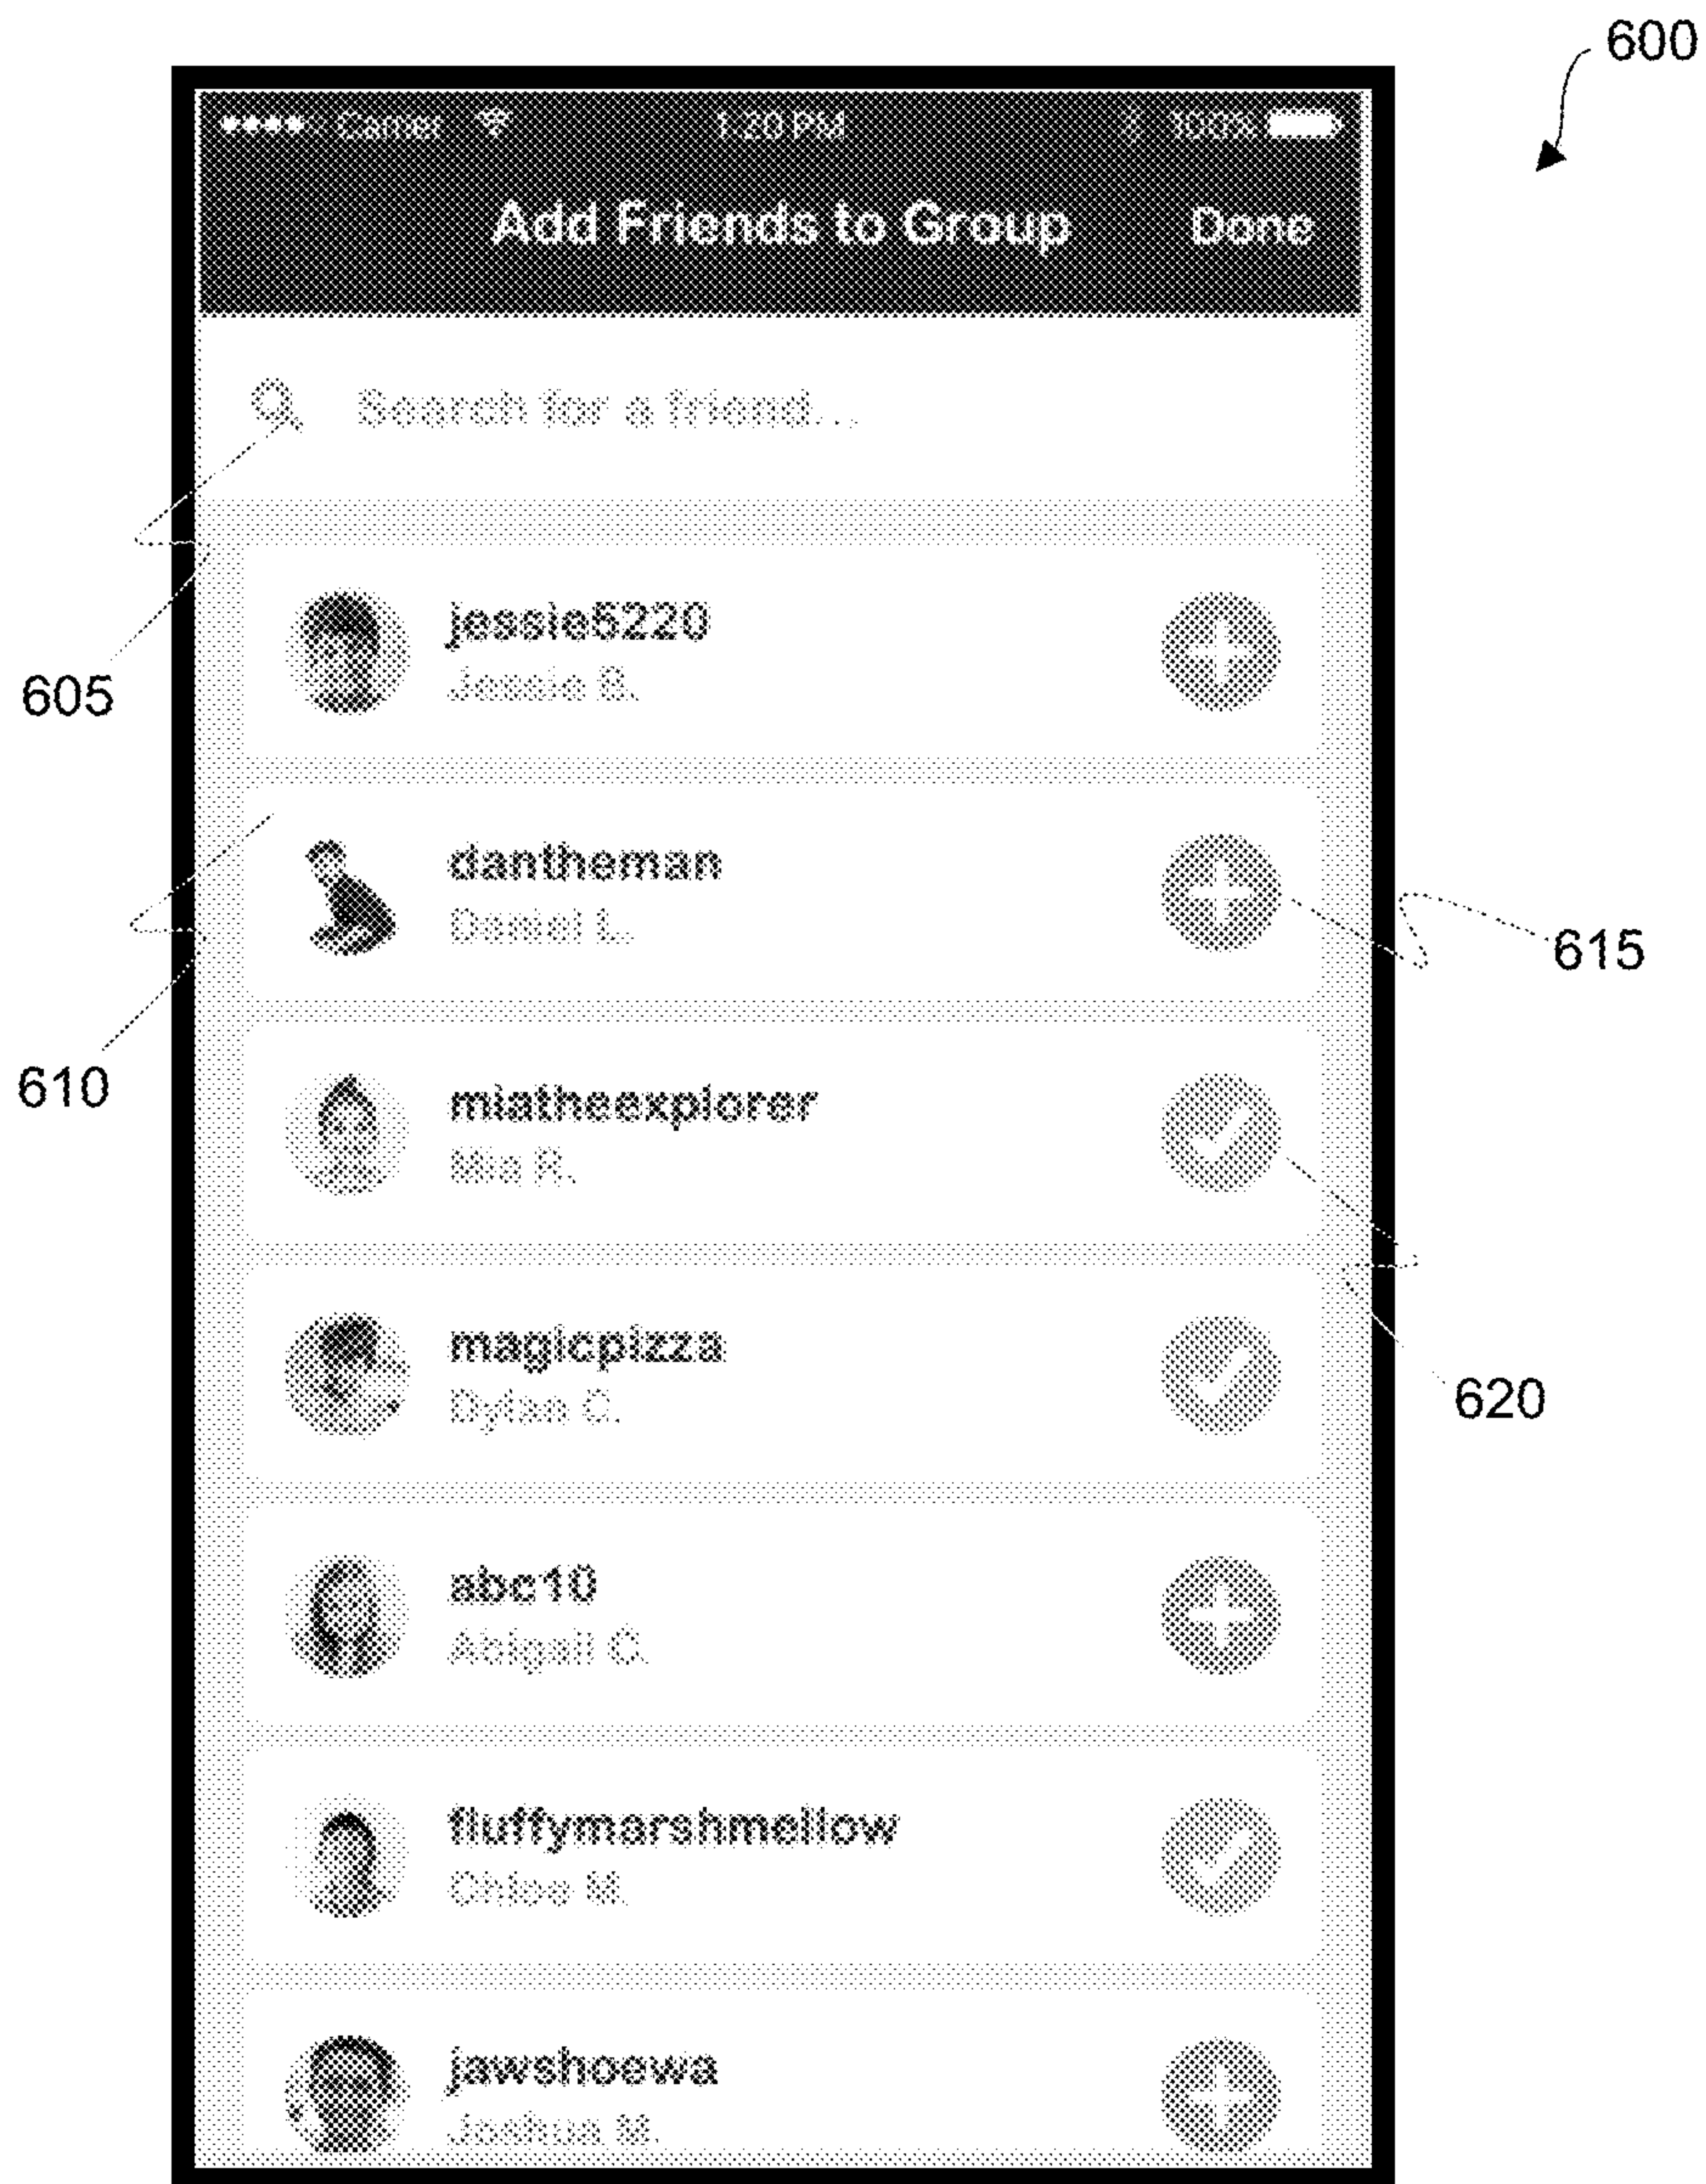 600
Carrier 1:20 PM 100%
Add Friends to Group Done
Search for a friend...
jessie5220
Jessie B.
605
dantheman
Daniel L.
615
610
miatheexplorer
Mia R.
magicpizza
Dylan C.
620
abc10
Abigail C.
fluffymarshmellow
Chloe M.
jawshoewa
Joshua M.